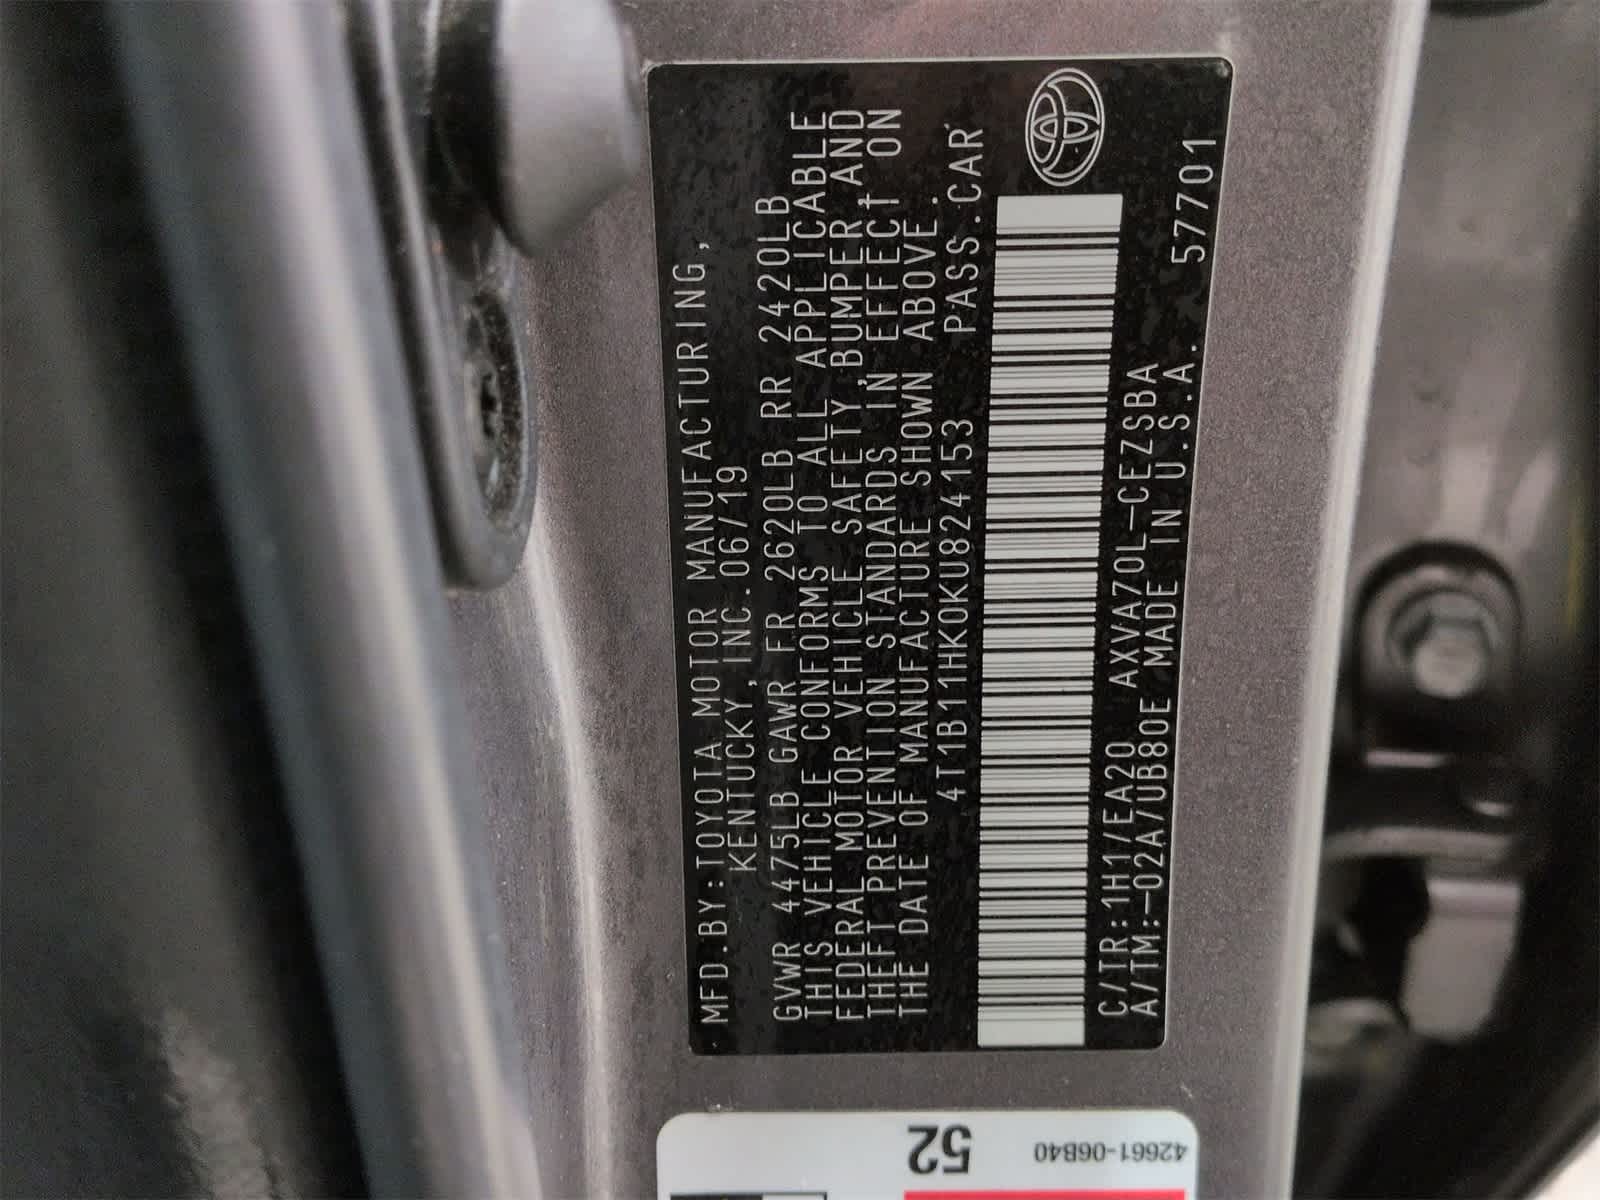 MFD.BY:TOYOTA MOTOR MANUFACTURING,
KENTUCKY,INC.06/19
GVWR 4475LB GAWR FR 2620LB RR 2420LB
THIS VEHICLE CONFORMS TO ALL APPLICABLE
FEDERAL MOTOR VEHICLE SAFETY,BUMPER,AND
THEFT PREVENTION STANDARDS IN EFFECT ON
THE DATE OF MANUFACTURE SHOWN ABOVE.
4T1B11HK0KU824153 PASS.CAR
C/TR:1H1/EA20 AXVA70L-CEZSBA
A/TM:-02A/UB80E MADE IN U.S.A. 57701
42661-06B40
52